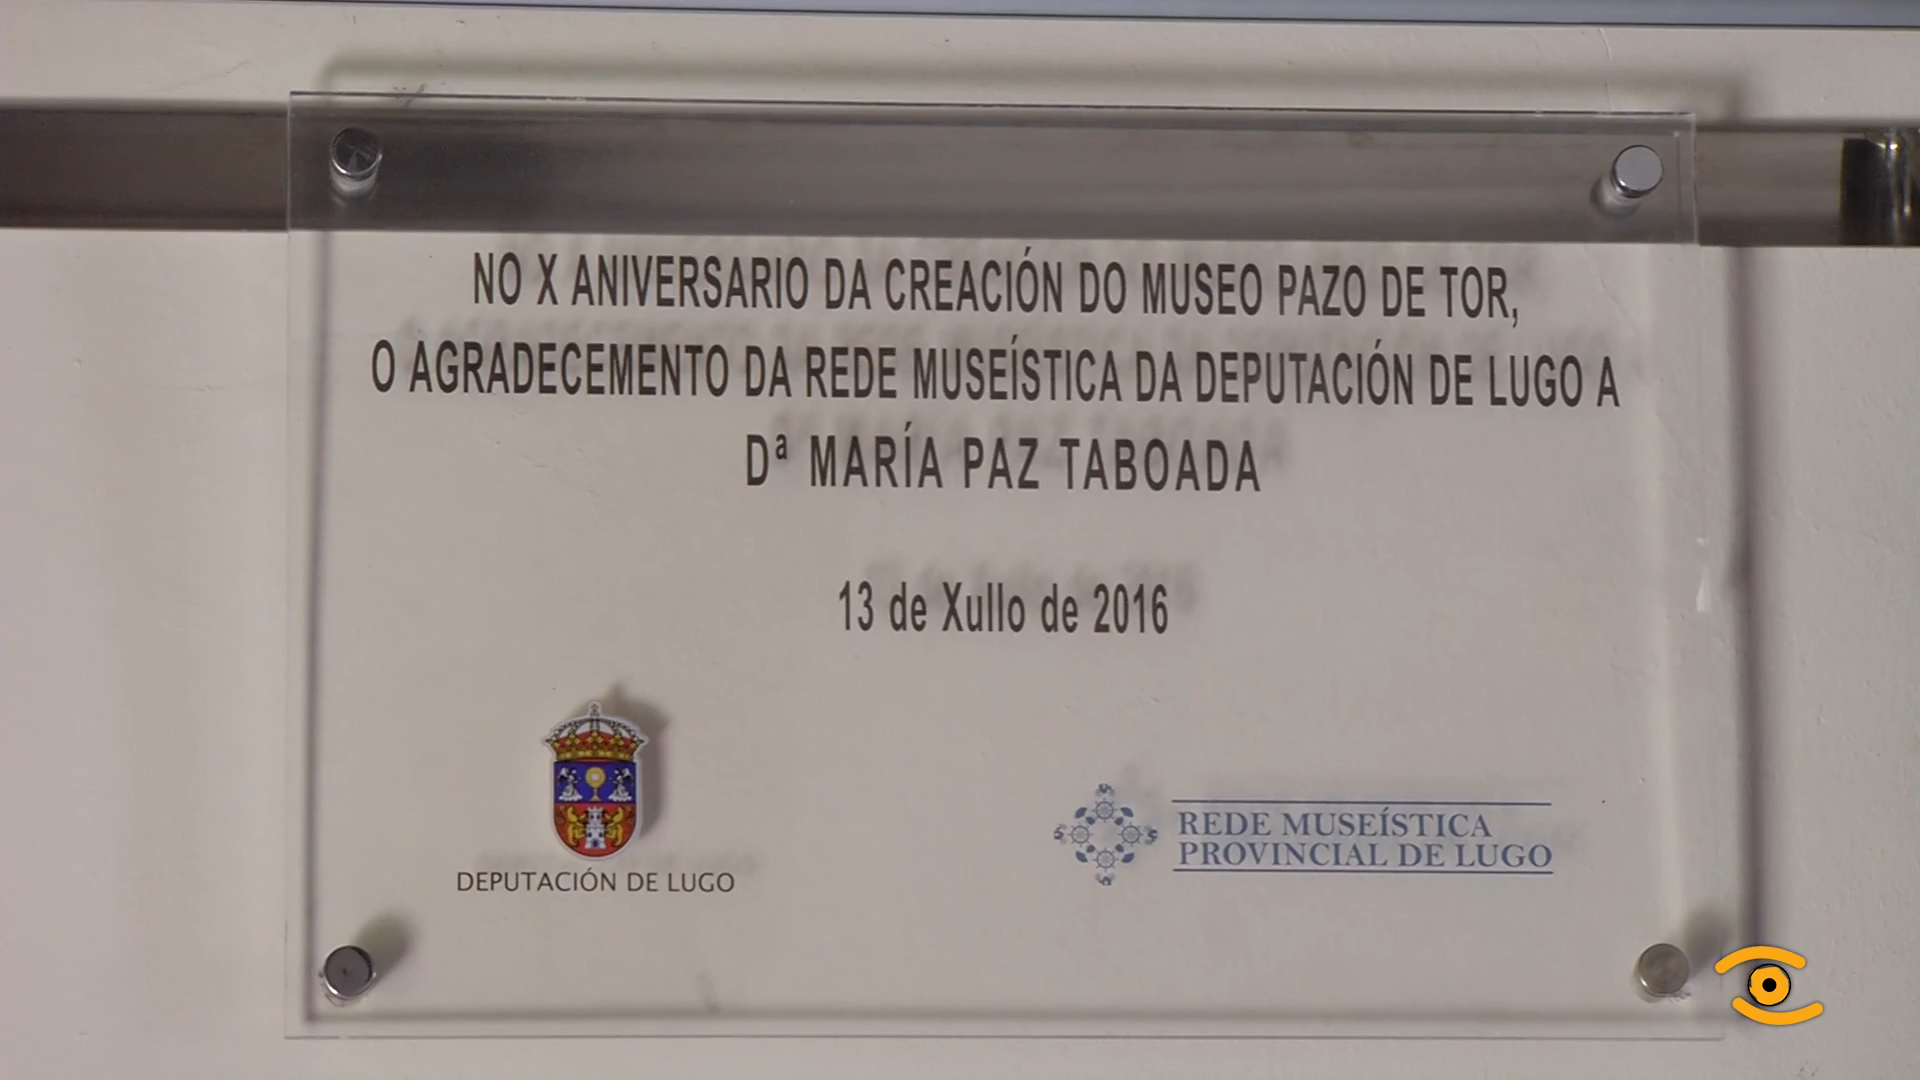 NO X ANIVERSARIO DA CREACIÓN DO MUSEO PAZO DE TOR,
O AGRADECEMENTO DA REDE MUSEÍSTICA DA DEPUTACIÓN DE LUGO A
Dª MARÍA PAZ TABOADA
13 de Xullo de 2016
DEPUTACIÓN DE LUGO
REDE MUSEÍSTICA
PROVINCIAL DE LUGO